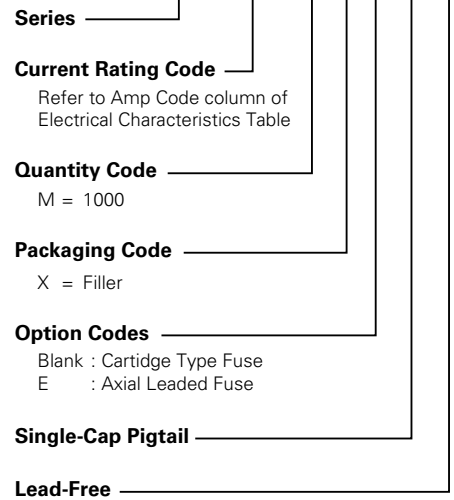 Series
Current Rating Code
Refer to Amp Code column of
Electrical Characteristics Table
Quantity Code
M = 1000
Packaging Code
X = Filler
Option Codes
Blank : Cartidge Type Fuse
E : Axial Leaded Fuse
Single-Cap Pigtail
Lead-Free